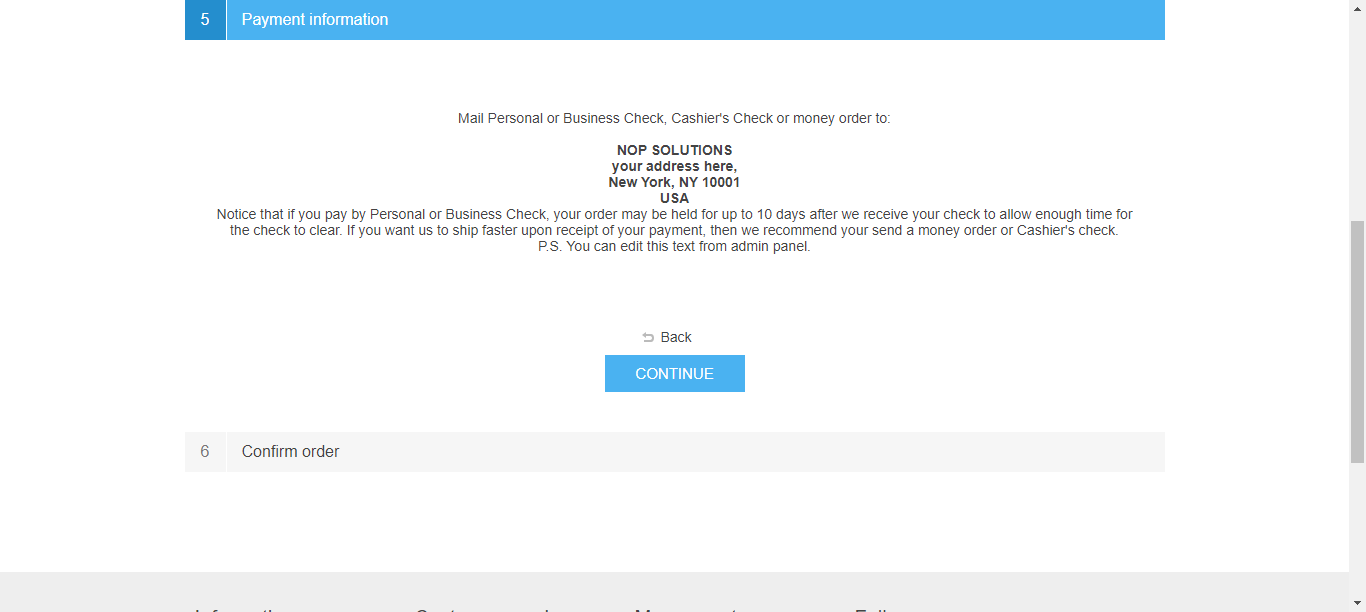 5 Payment information
Mail Personal or Business Check, Cashier's Check or money order to:
NOP SOLUTIONS
your address here,
New York, NY 10001
USA
Notice that if you pay by Personal or Business Check, your order may be held for up to 10 days after we receive your check to allow enough time for
the check to clear. If you want us to ship faster upon receipt of your payment, then we recommend your send a money order or Cashier's check.
P.S. You can edit this text from admin panel.
Back
CONTINUE
6 Confirm order